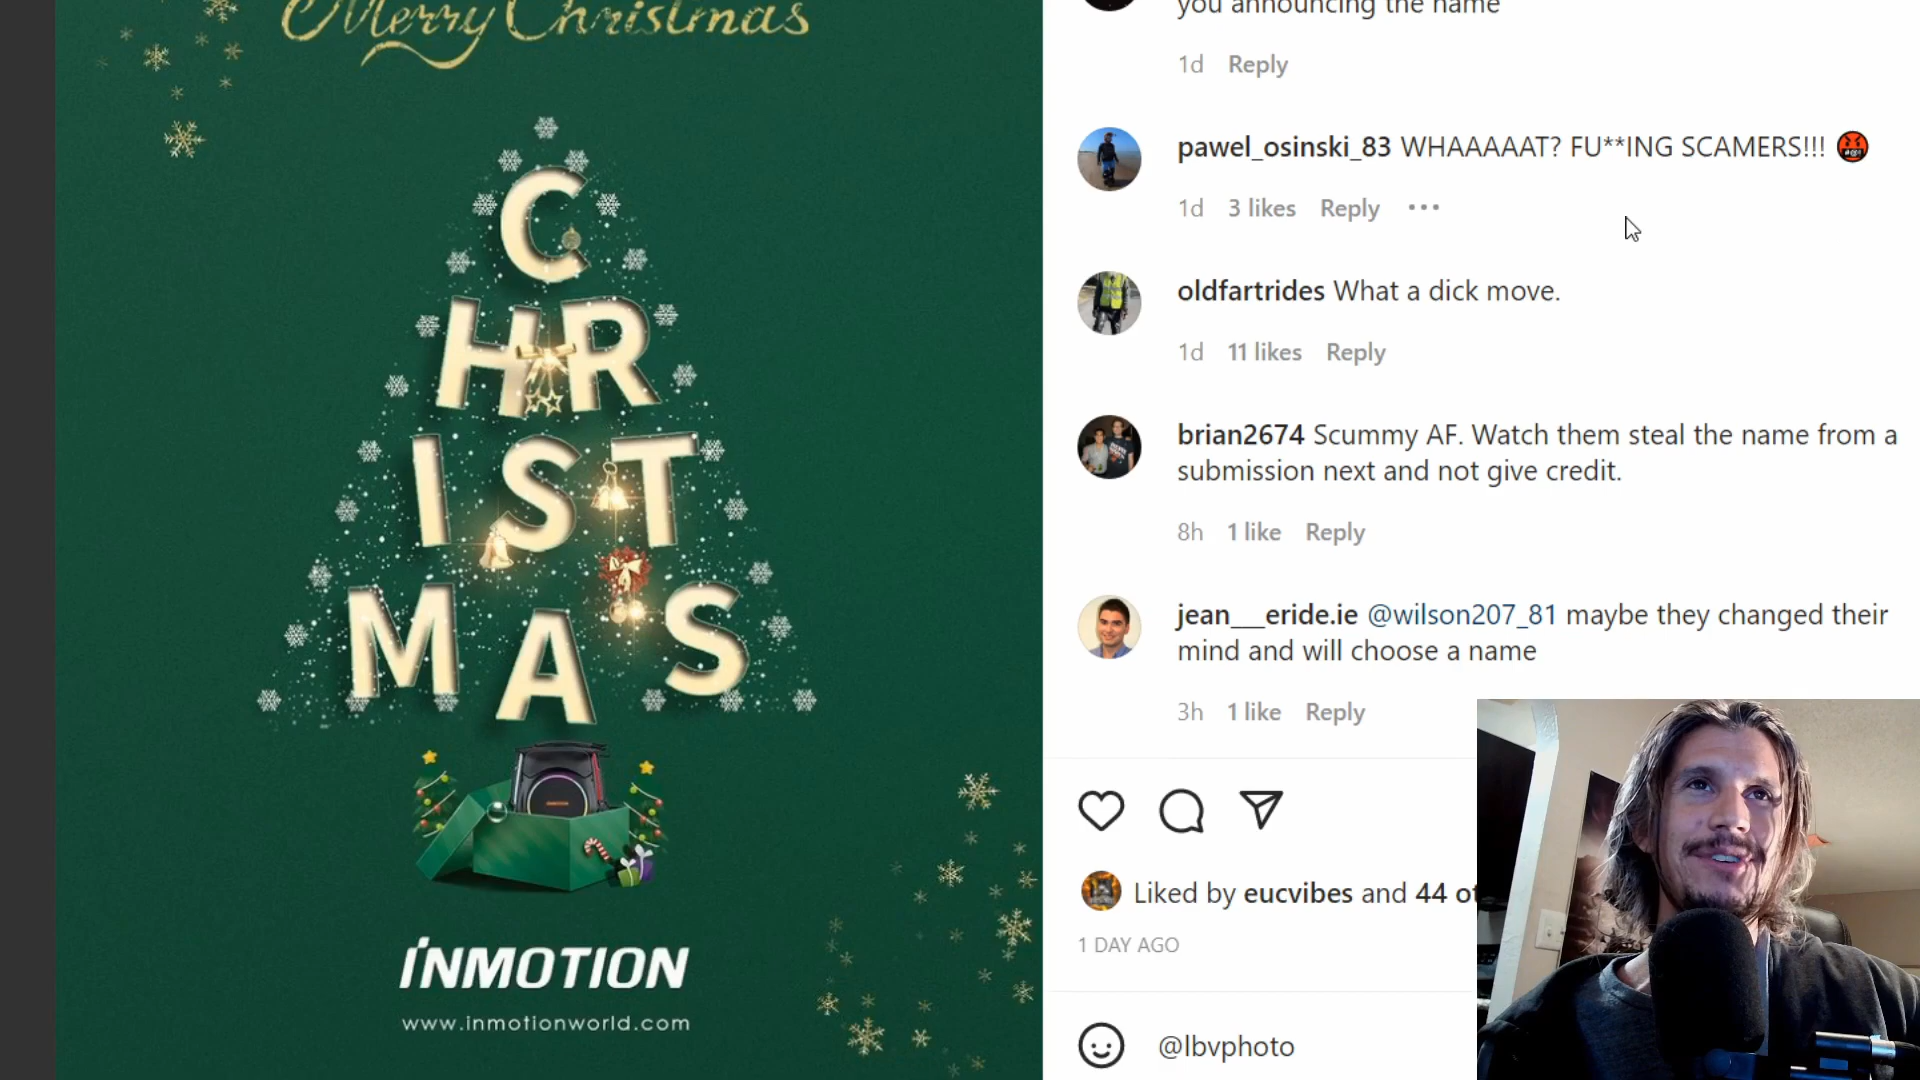 Merry Christmas
C
HR
IST
MAS
INMOTION
www.inmotionworld.com
you announcing the name
1d Reply
pawel_osinski_83 WHAAAAAT? FU**ING SCAMERS!!!
1d 3 likes Reply
oldfartrides What a dick move.
1d 11 likes Reply
brian2674 Scummy AF. Watch them steal the name from a
submission next and not give credit.
8h 1 like Reply
jean___eride.ie @wilson207_81 maybe they changed their
mind and will choose a name
3h 1 like Reply
Liked by eucvibes and 44 ot
1 DAY AGO
@lbvphoto